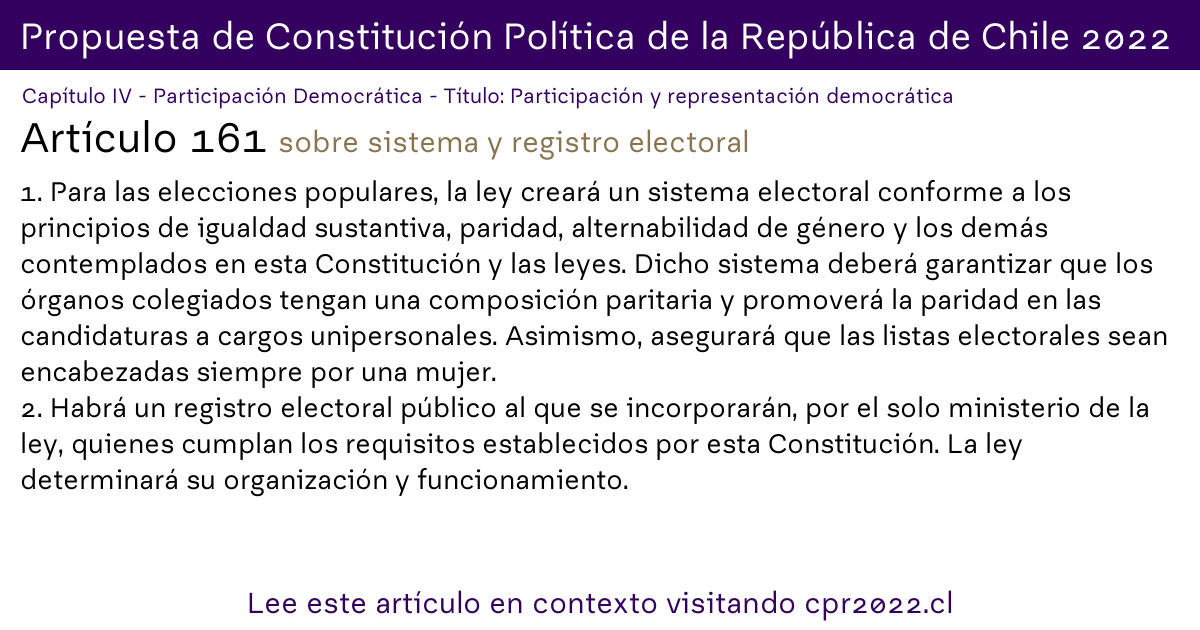 Propuesta de Constitución Política de la República de Chile 2022
Capítulo IV - Participación Democrática - Título: Participación y representación democrática
Artículo 161 sobre sistema y registro electoral
1. Para las elecciones populares, la ley creará un sistema electoral conforme a los
principios de igualdad sustantiva, paridad, alternabilidad de género y los demás
contemplados en esta Constitución y las leyes. Dicho sistema deberá garantizar que los
órganos colegiados tengan una composición paritaria y promoverá la paridad en las
candidaturas a cargos unipersonales. Asimismo, asegurará que las listas electorales sean
encabezadas siempre por una mujer.
2. Habrá un registro electoral público al que se incorporarán, por el solo ministerio de la
ley, quienes cumplan los requisitos establecidos por esta Constitución. La ley
determinará su organización y funcionamiento.
Lee este artículo en contexto visitando cpr2022.cl